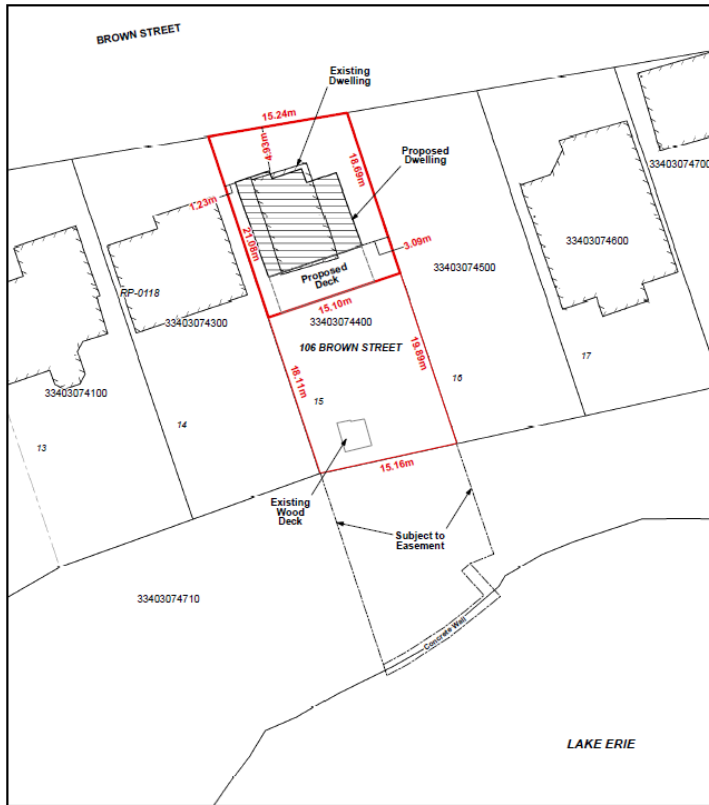 BROWN STREET
Existing
Dwelling
15.24m
4.93m
Proposed
Dwelling
18.69m
33403074700
1.23m
21.08m
3.09m
33403074600
33403074500
Proposed
Deck
RP-0118
15.10m
33403074300
33403074400
106 BROWN STREET
19.89m
18.11m
17
16
33403074100
15
14
13
15.16m
Existing
Wood
Deck
Subject to
Easement
33403074710
Concrete Wall
LAKE ERIE